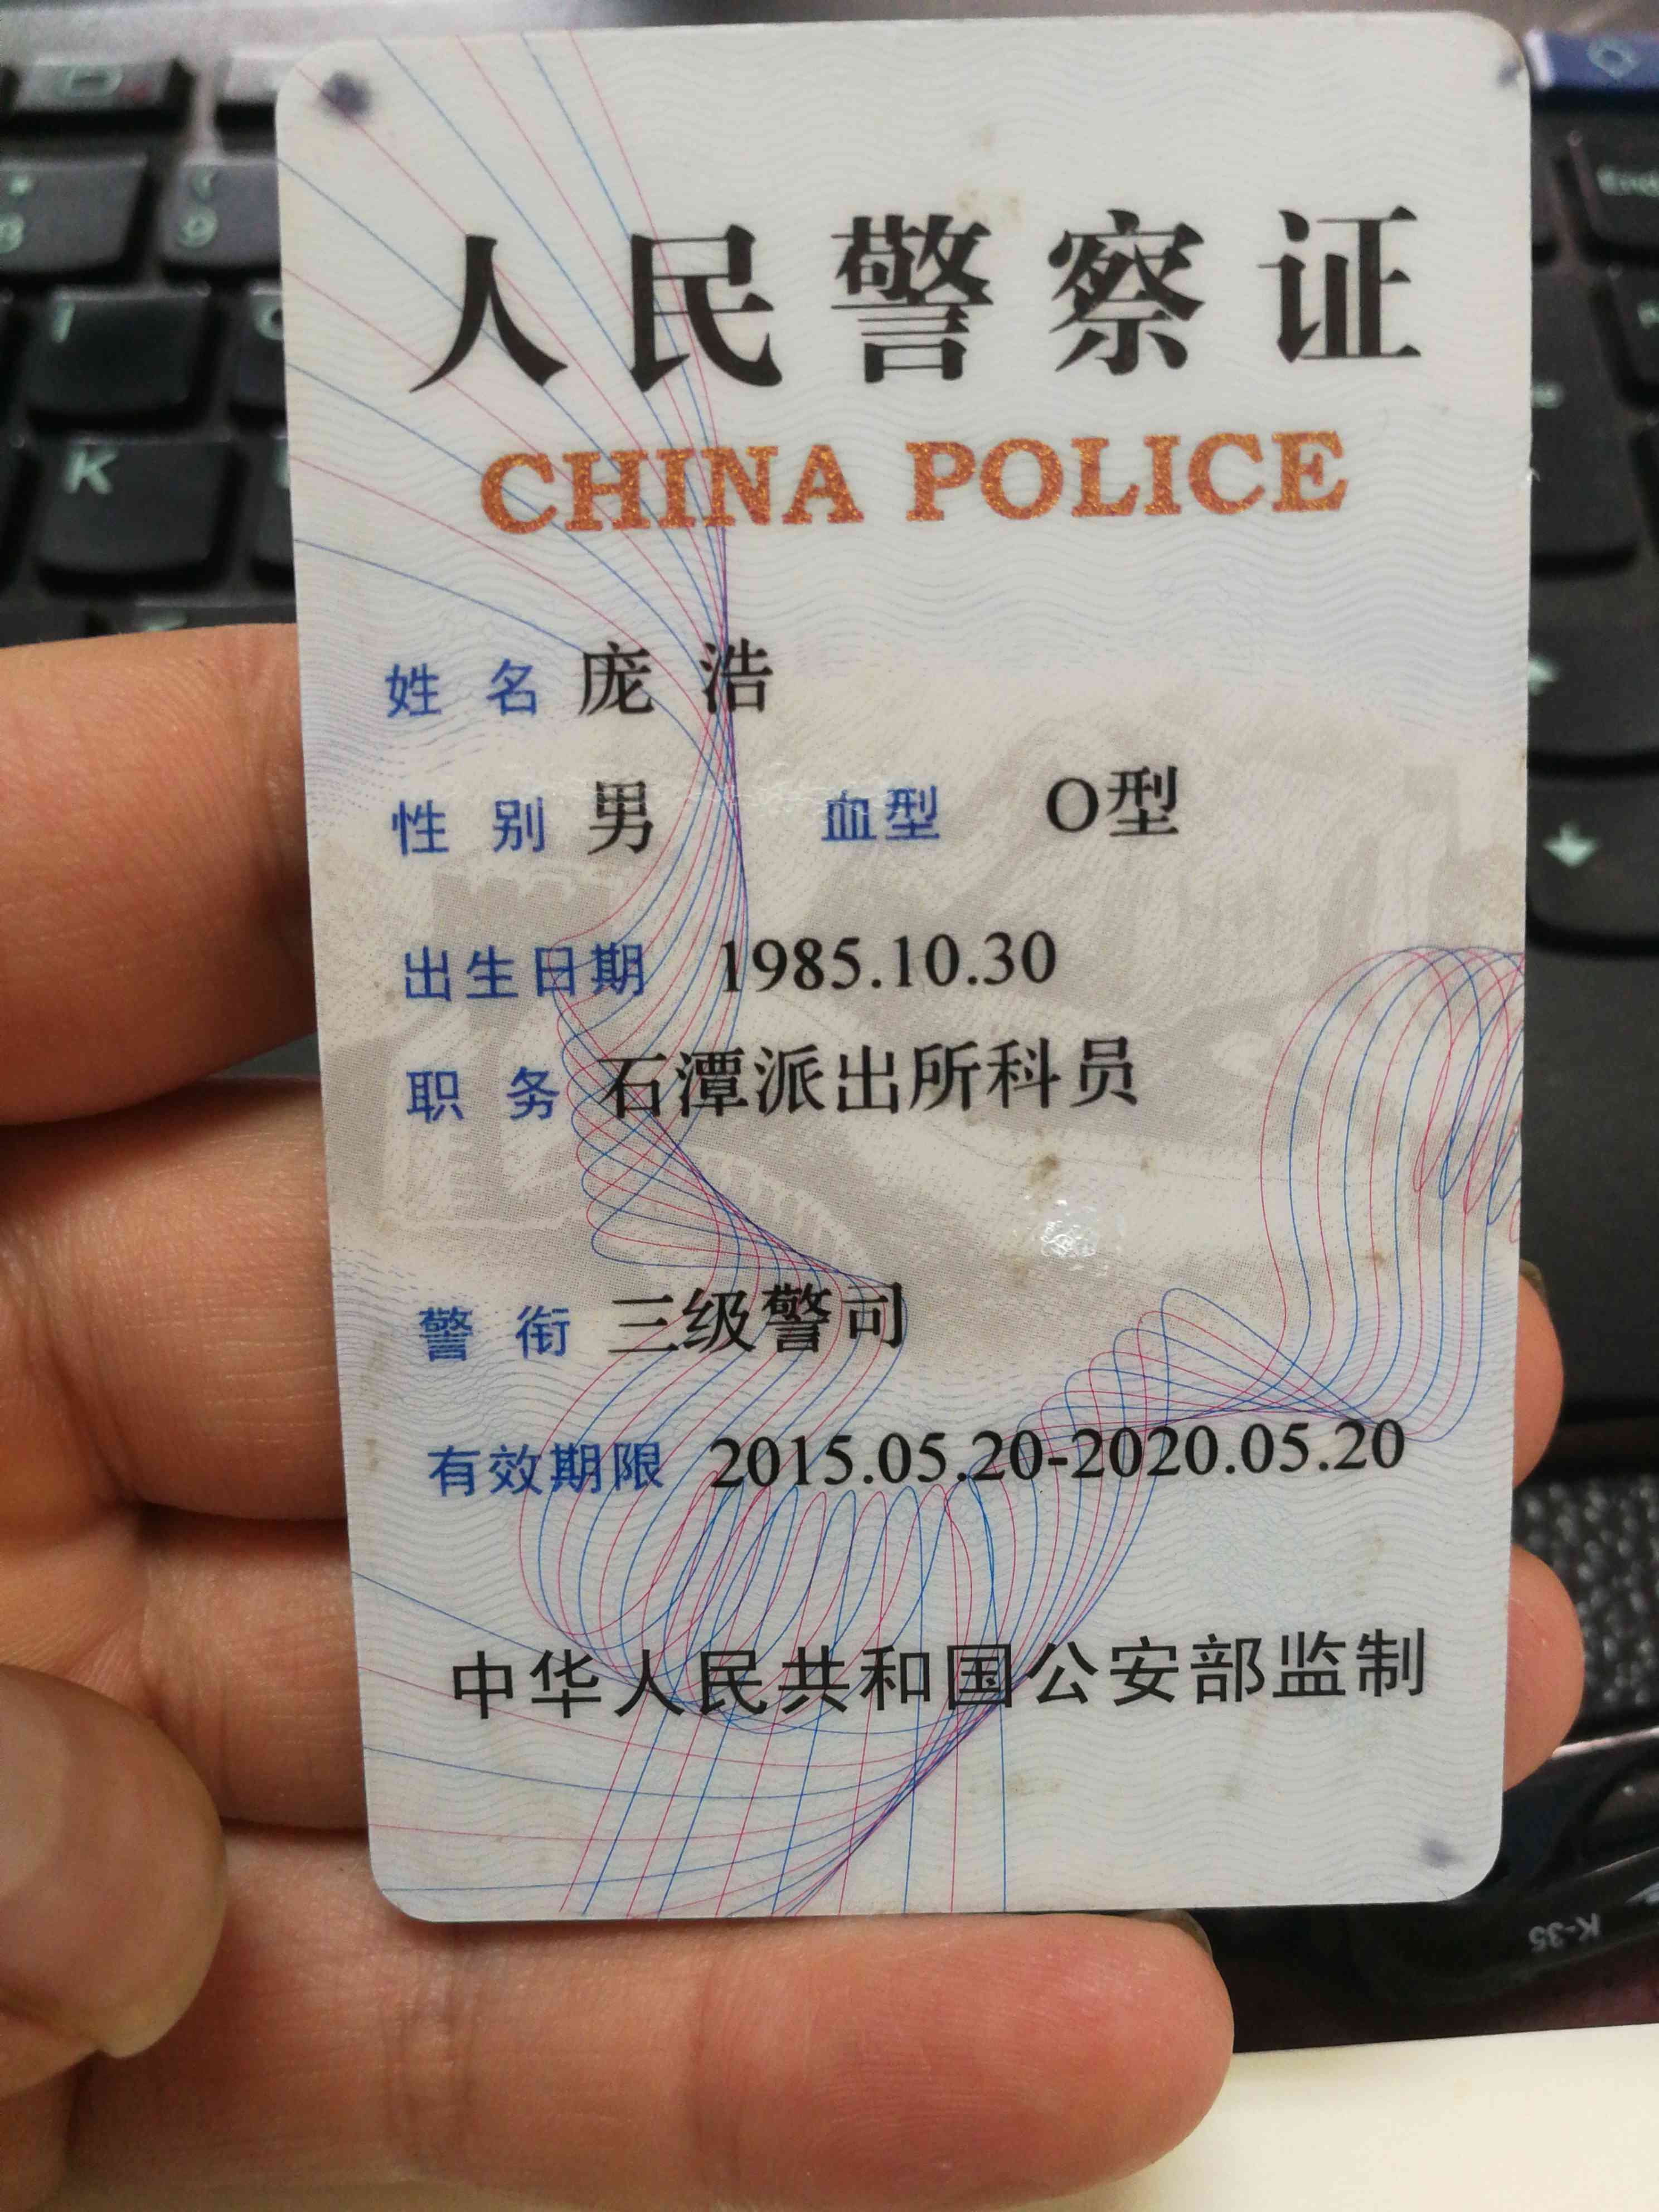 人民警察证
CHINA POLICE
姓名 庞浩
性别 男 血型 O型
出生日期 1985.10.30
职务 石潭派出所科员
警衔 三级警司
有效期限 2015.05.20-2020.05.20
中华人民共和国公安部监制
End
K
K-35